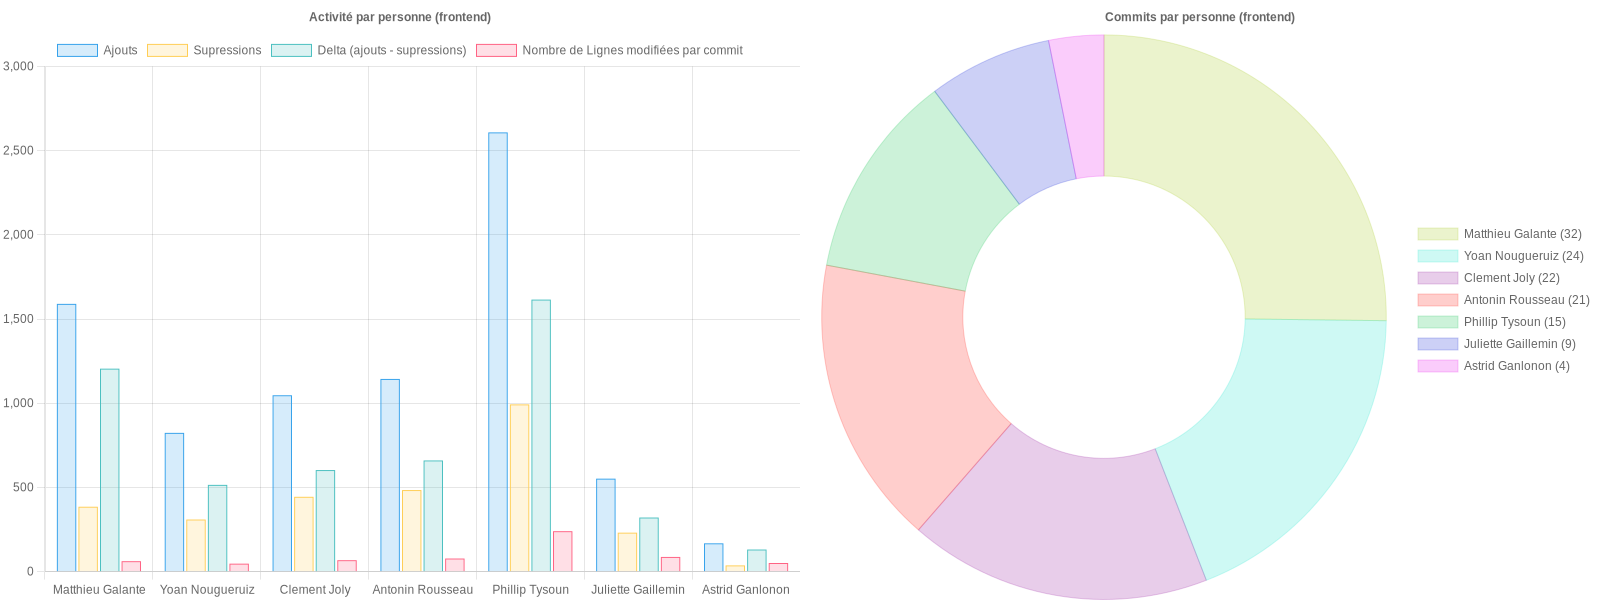 Activité par personne (frontend)
Ajouts
Supressions
Delta (ajouts - supressions)
Nombre de Lignes modifiées par commit
3,000
2,500
2,000
1,500
1,000
500
0
Matthieu Galante
Yoan Nougueruiz
Clement Joly
Antonin Rousseau
Phillip Tysoun
Juliette Gaillemin
Astrid Ganlonon
Commits par personne (frontend)
Matthieu Galante (32)
Yoan Nougueruiz (24)
Clement Joly (22)
Antonin Rousseau (21)
Phillip Tysoun (15)
Juliette Gaillemin (9)
Astrid Ganlonon (4)